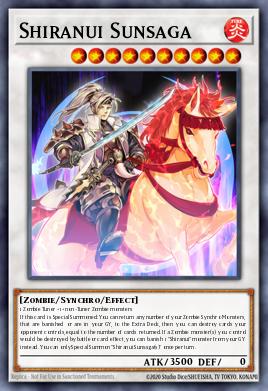 SHIRANUI SUNSAGA
FIRE
炎
[ZOMBIE/SYNCHRO/EFFECT]
1 Zombie Tuner + 1+ non-Tuner Zombie monsters
If this card is Special Summoned: You can return any number of your Zombie Synchro Monsters,
that are banished or are in your GY, to the Extra Deck, then you can destroy cards your
opponent controls, equal to the number of cards returned. If a Zombie monster(s) you control
would be destroyed by battle or card effect, you can banish 1 "Shiranui" monster from your GY
instead. You can only Special Summon "Shiranui Sunsaga(s)" once per turn.
ATK/3500 DEF/ 0
Replica - Not For Use in Sanctioned Tournaments
©2020 Studio Dice/SHUEISHA, TV TOKYO, KONAMI